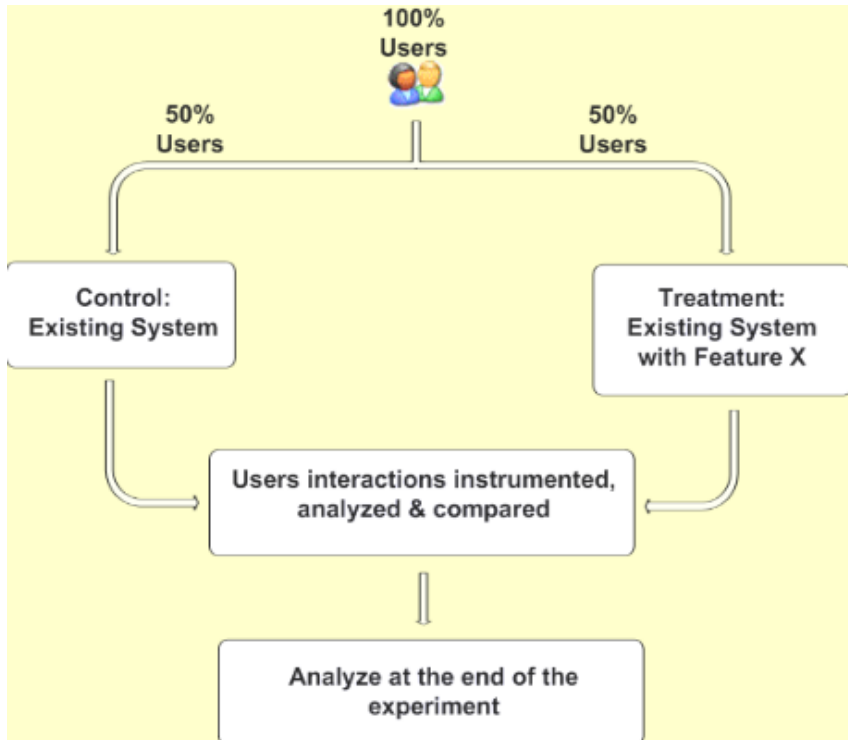 100%
Users
50%
Users
50%
Users
Control:
Existing System
Treatment:
Existing System
with Feature X
Users interactions instrumented,
analyzed & compared
Analyze at the end of the
experiment